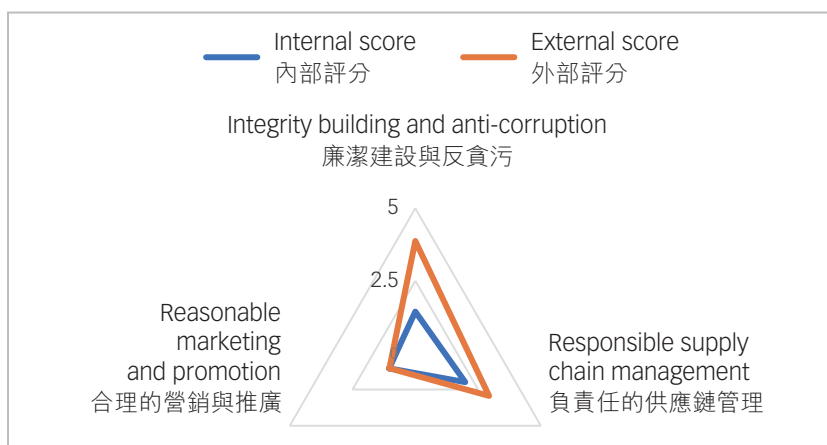 Internal score
內部評分
External score
外部評分
Integrity building and anti-corruption
廉潔建設與反貪污
5
2.5
Reasonable
marketing
and promotion
合理的營銷與推廣
Responsible supply
chain management
負責任的供應鏈管理